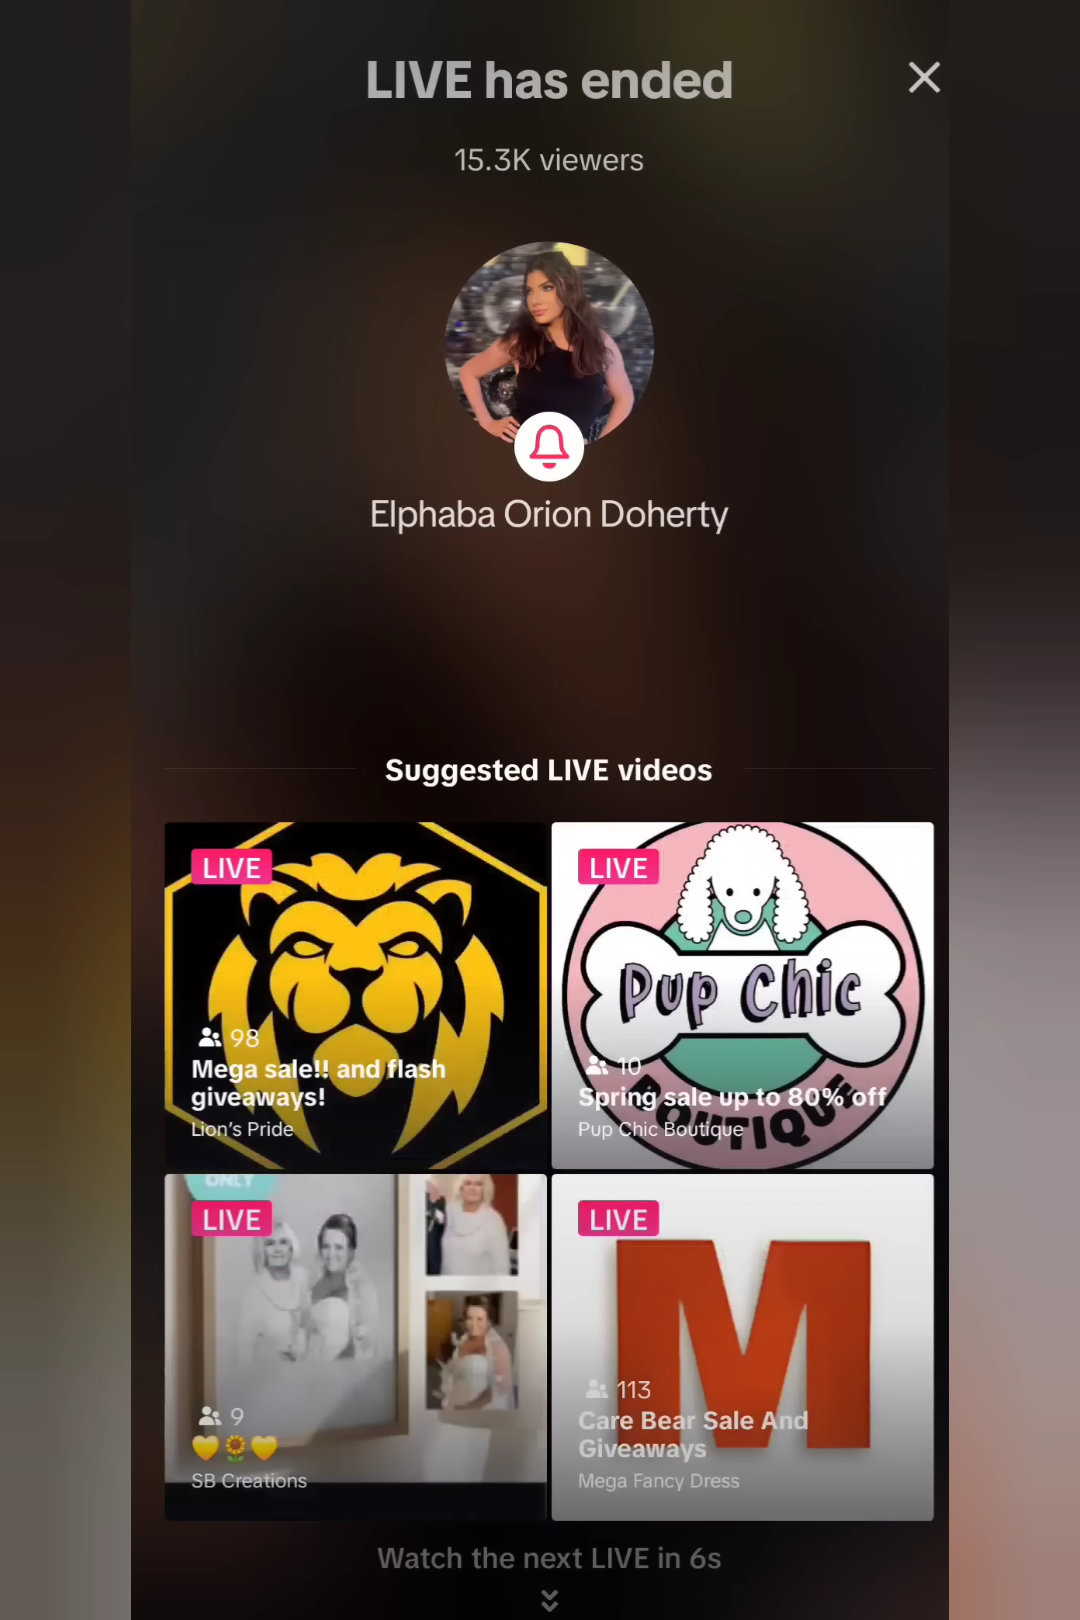 LIVE has ended
15.3K viewers
Elphaba Orion Doherty
Suggested LIVE videos
LIVE
98
Mega sale!! and flash
giveaways!
Lion's Pride
LIVE
Pup Chic
BOUTIQUE
10
Spring sale up to 80% off
Pup Chic Boutique
ONLY
LIVE
9
💛🌻💛
SB Creations
LIVE
M
113
Care Bear Sale And
Giveaways
Mega Fancy Dress
Watch the next LIVE in 6s